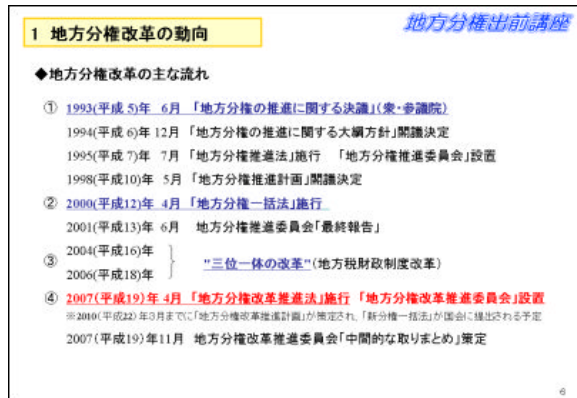 地方分権出前講座
1 地方分権改革の動向
◆地方分権改革の主な流れ
① 1993(平成 5)年 6月 「地方分権の推進に関する決議」(衆・参議院)
1994(平成 6)年 12月 「地方分権の推進に関する大綱方針」閣議決定
1995(平成 7)年 7月 「地方分権推進法」施行 「地方分権推進委員会」設置
1998(平成10)年 5月 「地方分権推進計画」閣議決定
② 2000(平成12)年 4月 「地方分権一括法」施行
2001(平成13)年 6月 地方分権推進委員会「最終報告」
2004(平成16)年
③ "三位一体の改革"(地方税財政制度改革)
2006(平成18)年
④ 2007(平成19)年 4月 「地方分権改革推進法」施行 「地方分権改革推進委員会」設置
※2010(平成22)年3月までに「地方分権改革推進計画」が策定され、「新分権一括法」が国会に提出される予定
2007(平成19)年11月 地方分権改革推進委員会「中間的な取りまとめ」策定
6